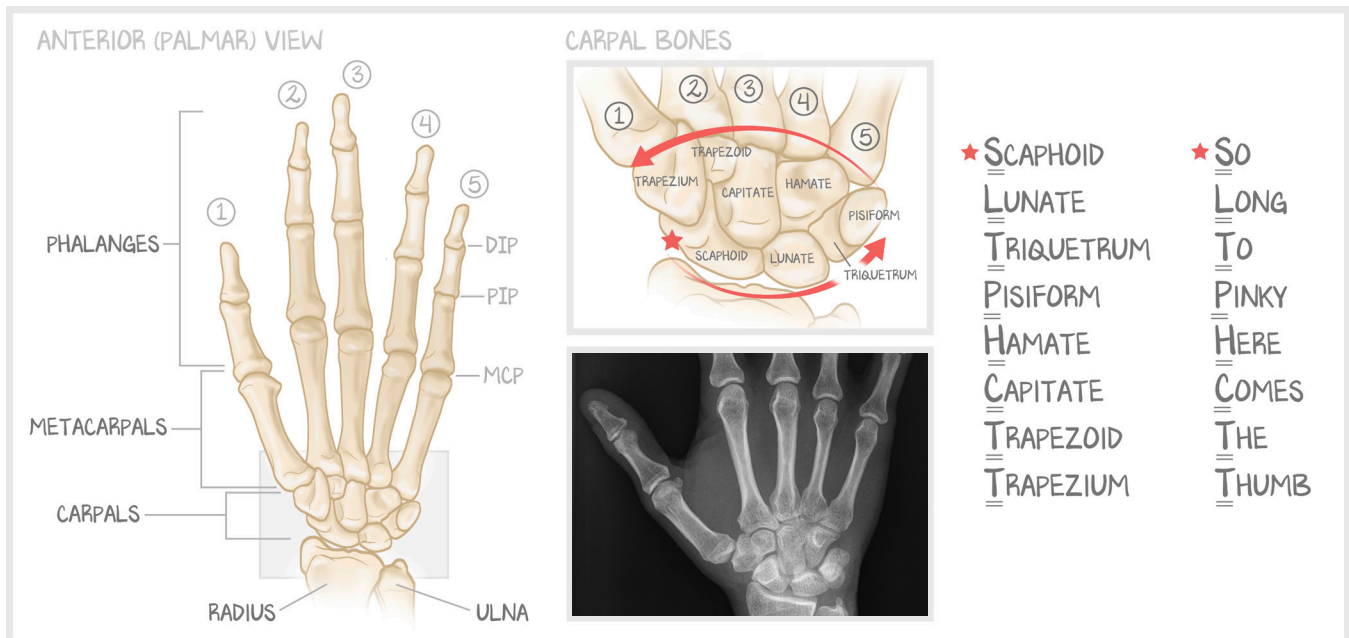 ANTERIOR (PALMAR) VIEW
1
2
3
4
5
PHALANGES
DIP
PIP
MCP
METACARPALS
CARPALS
RADIUS
ULNA
CARPAL BONES
1
2
3
4
5
TRAPEZOID
TRAPEZIUM
CAPITATE
HAMATE
PISIFORM
SCAPHOID
LUNATE
TRIQUETRUM
SCAPHOID
LUNATE
TRIQUETRUM
PISIFORM
HAMATE
CAPITATE
TRAPEZOID
TRAPEZIUM
SO
LONG
TO
PINKY
HERE
COMES
THE
THUMB